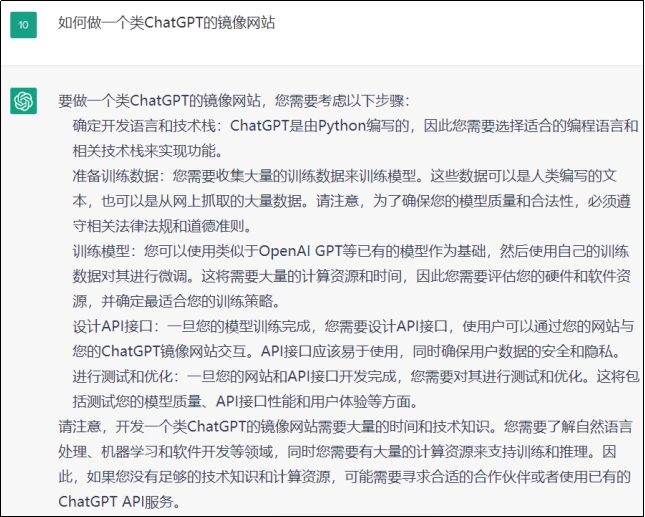 10
如何做一个类ChatGPT的镜像网站
要做一个类ChatGPT的镜像网站，您需要考虑以下步骤：
确定开发语言和技术栈：ChatGPT是由Python编写的，因此您需要选择适合的编程语言和
相关技术栈来实现功能。
准备训练数据：您需要收集大量的训练数据来训练模型。这些数据可以是人类编写的文
本，也可以是从网上抓取的大量数据。请注意，为了确保您的模型质量和合法性，必须遵
守相关法律法规和道德准则。
训练模型：您可以使用类似于OpenAI GPT等已有的模型作为基础，然后使用自己的训练
数据对其进行微调。这将需要大量的计算资源和时间，因此您需要评估您的硬件和软件资
源，并确定最适合您的训练策略。
设计API接口：一旦您的模型训练完成，您需要设计API接口，使用户可以通过您的网站与
您的ChatGPT镜像网站交互。API接口应该易于使用，同时确保用户数据的安全和隐私。
进行测试和优化：一旦您的网站和API接口开发完成，您需要对其进行测试和优化。这将包
括测试您的模型质量、API接口性能和用户体验等方面。
请注意，开发一个类ChatGPT的镜像网站需要大量的时间和技术知识。您需要了解自然语言
处理、机器学习和软件开发等领域，同时您需要有大量的计算资源来支持训练和推理。因
此，如果您没有足够的技术知识和计算资源，可能需要寻求合适的合作伙伴或者使用已有的
ChatGPT API服务。